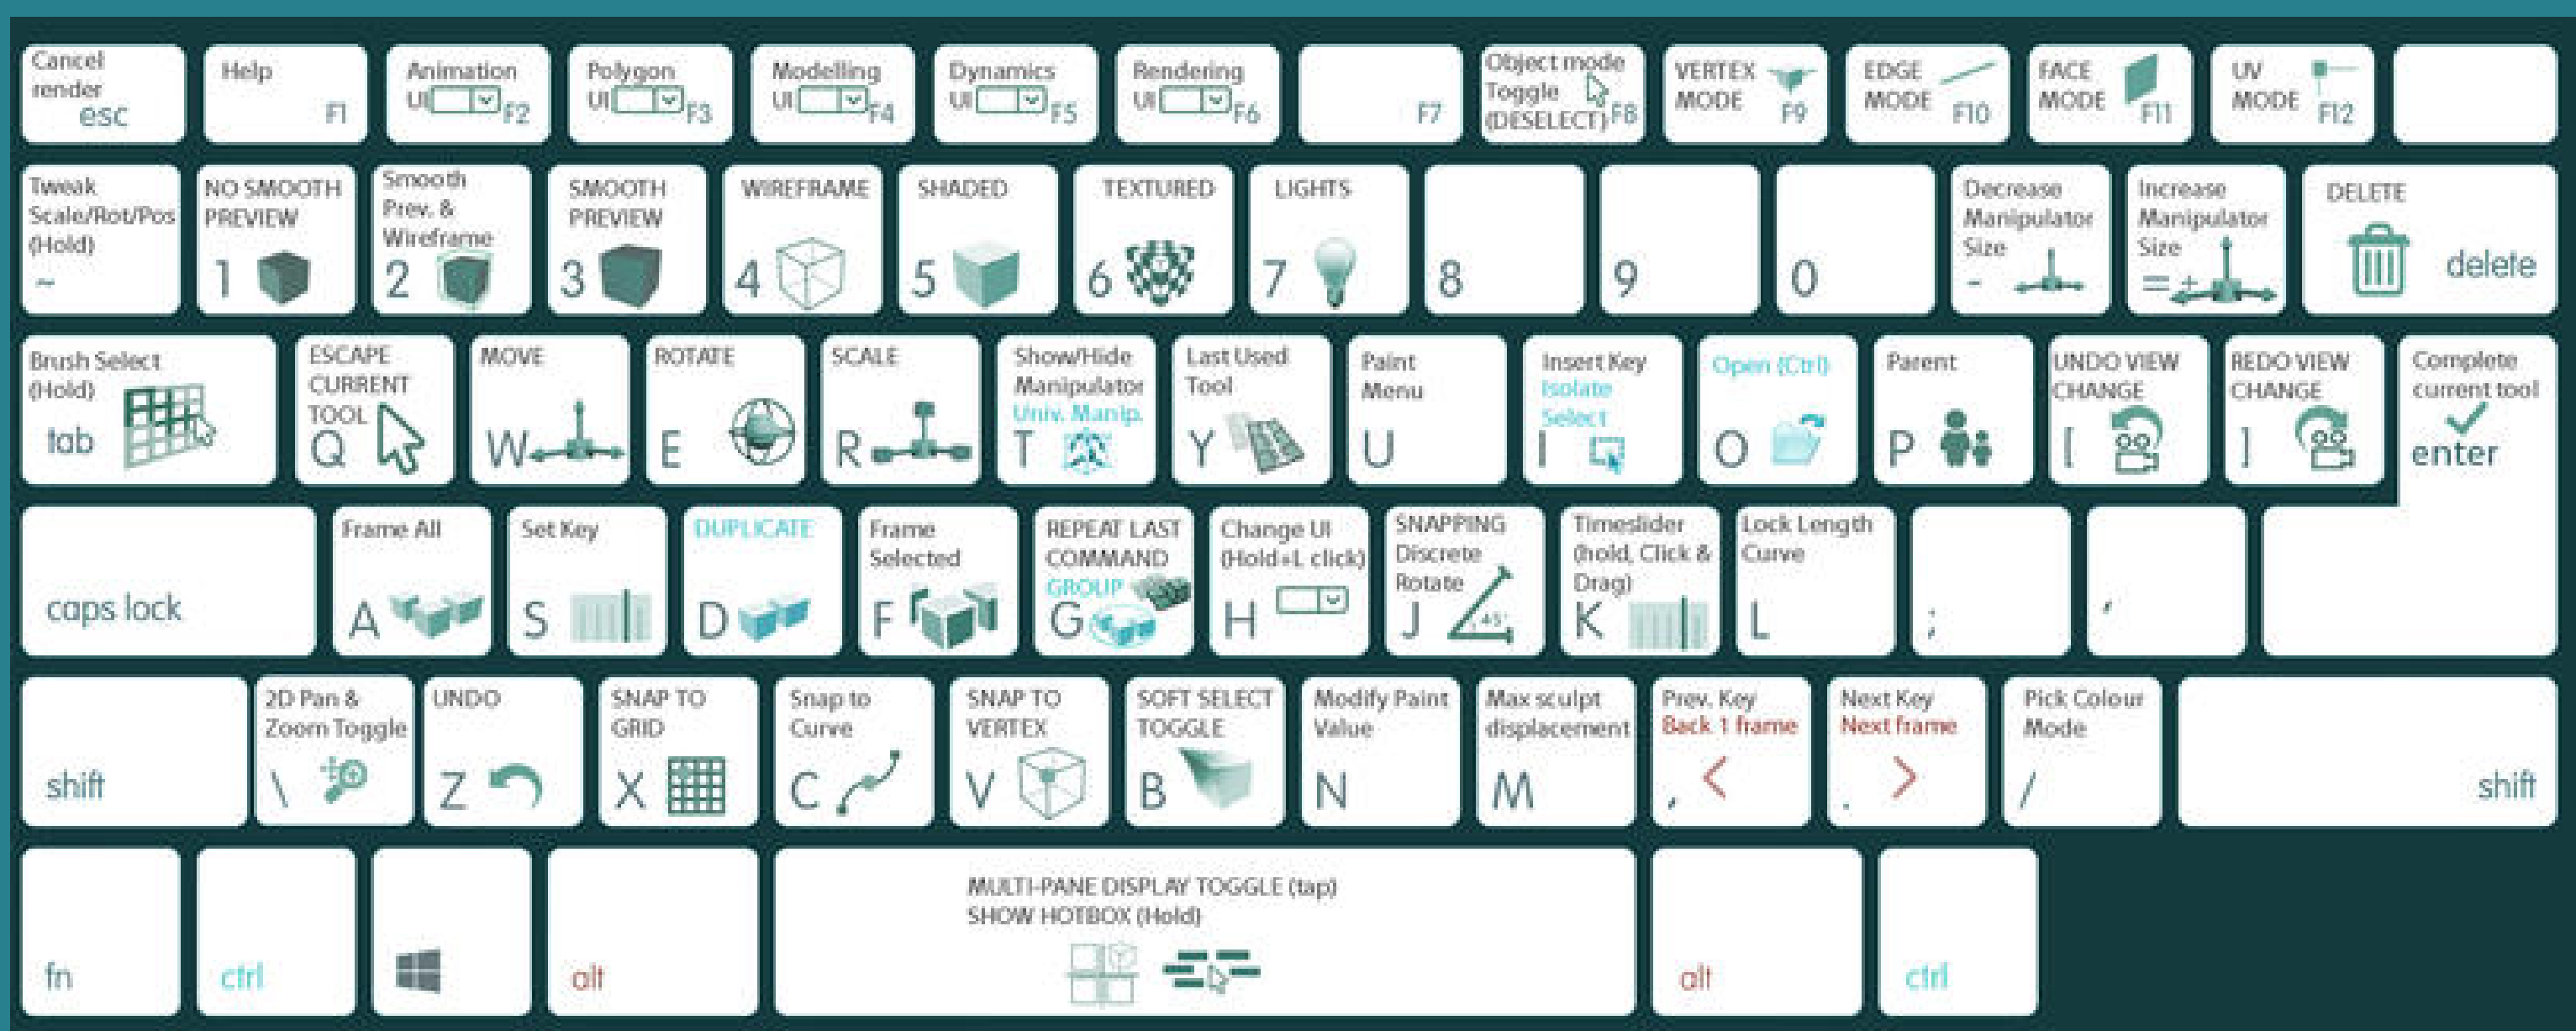 Cancel
render
esc
Help
F1
Animation
UI F2
Polygon
UI F3
Modelling
UI F4
Dynamics
UI F5
Rendering
UI F6
F7
Object mode
Toggle
(DESELECT) F8
VERTEX
MODE F9
EDGE
MODE F10
FACE
MODE F11
UV
MODE F12
Tweak
Scale/Rot/Pos
(Hold)
~
NO SMOOTH
PREVIEW
1
Smooth
Prev. &
Wireframe
2
SMOOTH
PREVIEW
3
WIREFRAME
4
SHADED
5
TEXTURED
6
LIGHTS
7
8
9
0
Decrease
Manipulator
Size
-
Increase
Manipulator
Size
= +
DELETE
delete
Brush Select
(Hold)
tab
ESCAPE
CURRENT
TOOL
Q
MOVE
W
ROTATE
E
SCALE
R
Show/Hide
Manipulator
Univ. Manip.
T
Last Used
Tool
Y
Paint
Menu
U
Insert Key
Isolate
Select
I
Open (Ctrl)
O
Parent
P
UNDO VIEW
CHANGE
[
REDO VIEW
CHANGE
]
Complete
current tool
enter
caps lock
Frame All
A
Set Key
S
DUPLICATE
D
Frame
Selected
F
REPEAT LAST
COMMAND
GROUP
G
Change UI
(Hold+L click)
H
SNAPPING
Discrete
Rotate
J 45°
Timeslider
(hold, Click &
Drag)
K
Lock Length
Curve
L
;
'
shift
2D Pan &
Zoom Toggle
\
UNDO
Z
SNAP TO
GRID
X
Snap to
Curve
C
SNAP TO
VERTEX
V
SOFT SELECT
TOGGLE
B
Modify Paint
Value
N
Max sculpt
displacement
M
Prev. Key
Back 1 frame
, <
Next Key
Next frame
. >
Pick Colour
Mode
/
shift
fn
ctrl
alt
MULTI-PANE DISPLAY TOGGLE (tap)
SHOW HOTBOX (Hold)
alt
ctrl